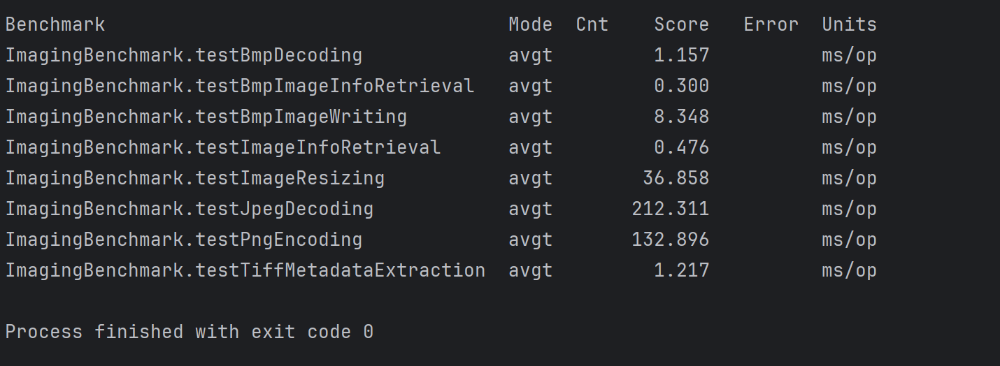 Benchmark                                    Mode  Cnt    Score   Error  Units
ImagingBenchmark.testBmpDecoding             avgt         1.157          ms/op
ImagingBenchmark.testBmpImageInfoRetrieval   avgt         0.300          ms/op
ImagingBenchmark.testBmpImageWriting         avgt         8.348          ms/op
ImagingBenchmark.testImageInfoRetrieval      avgt         0.476          ms/op
ImagingBenchmark.testImageResizing           avgt        36.858          ms/op
ImagingBenchmark.testJpegDecoding            avgt       212.311          ms/op
ImagingBenchmark.testPngEncoding             avgt       132.896          ms/op
ImagingBenchmark.testTiffMetadataExtraction  avgt         1.217          ms/op
Process finished with exit code 0